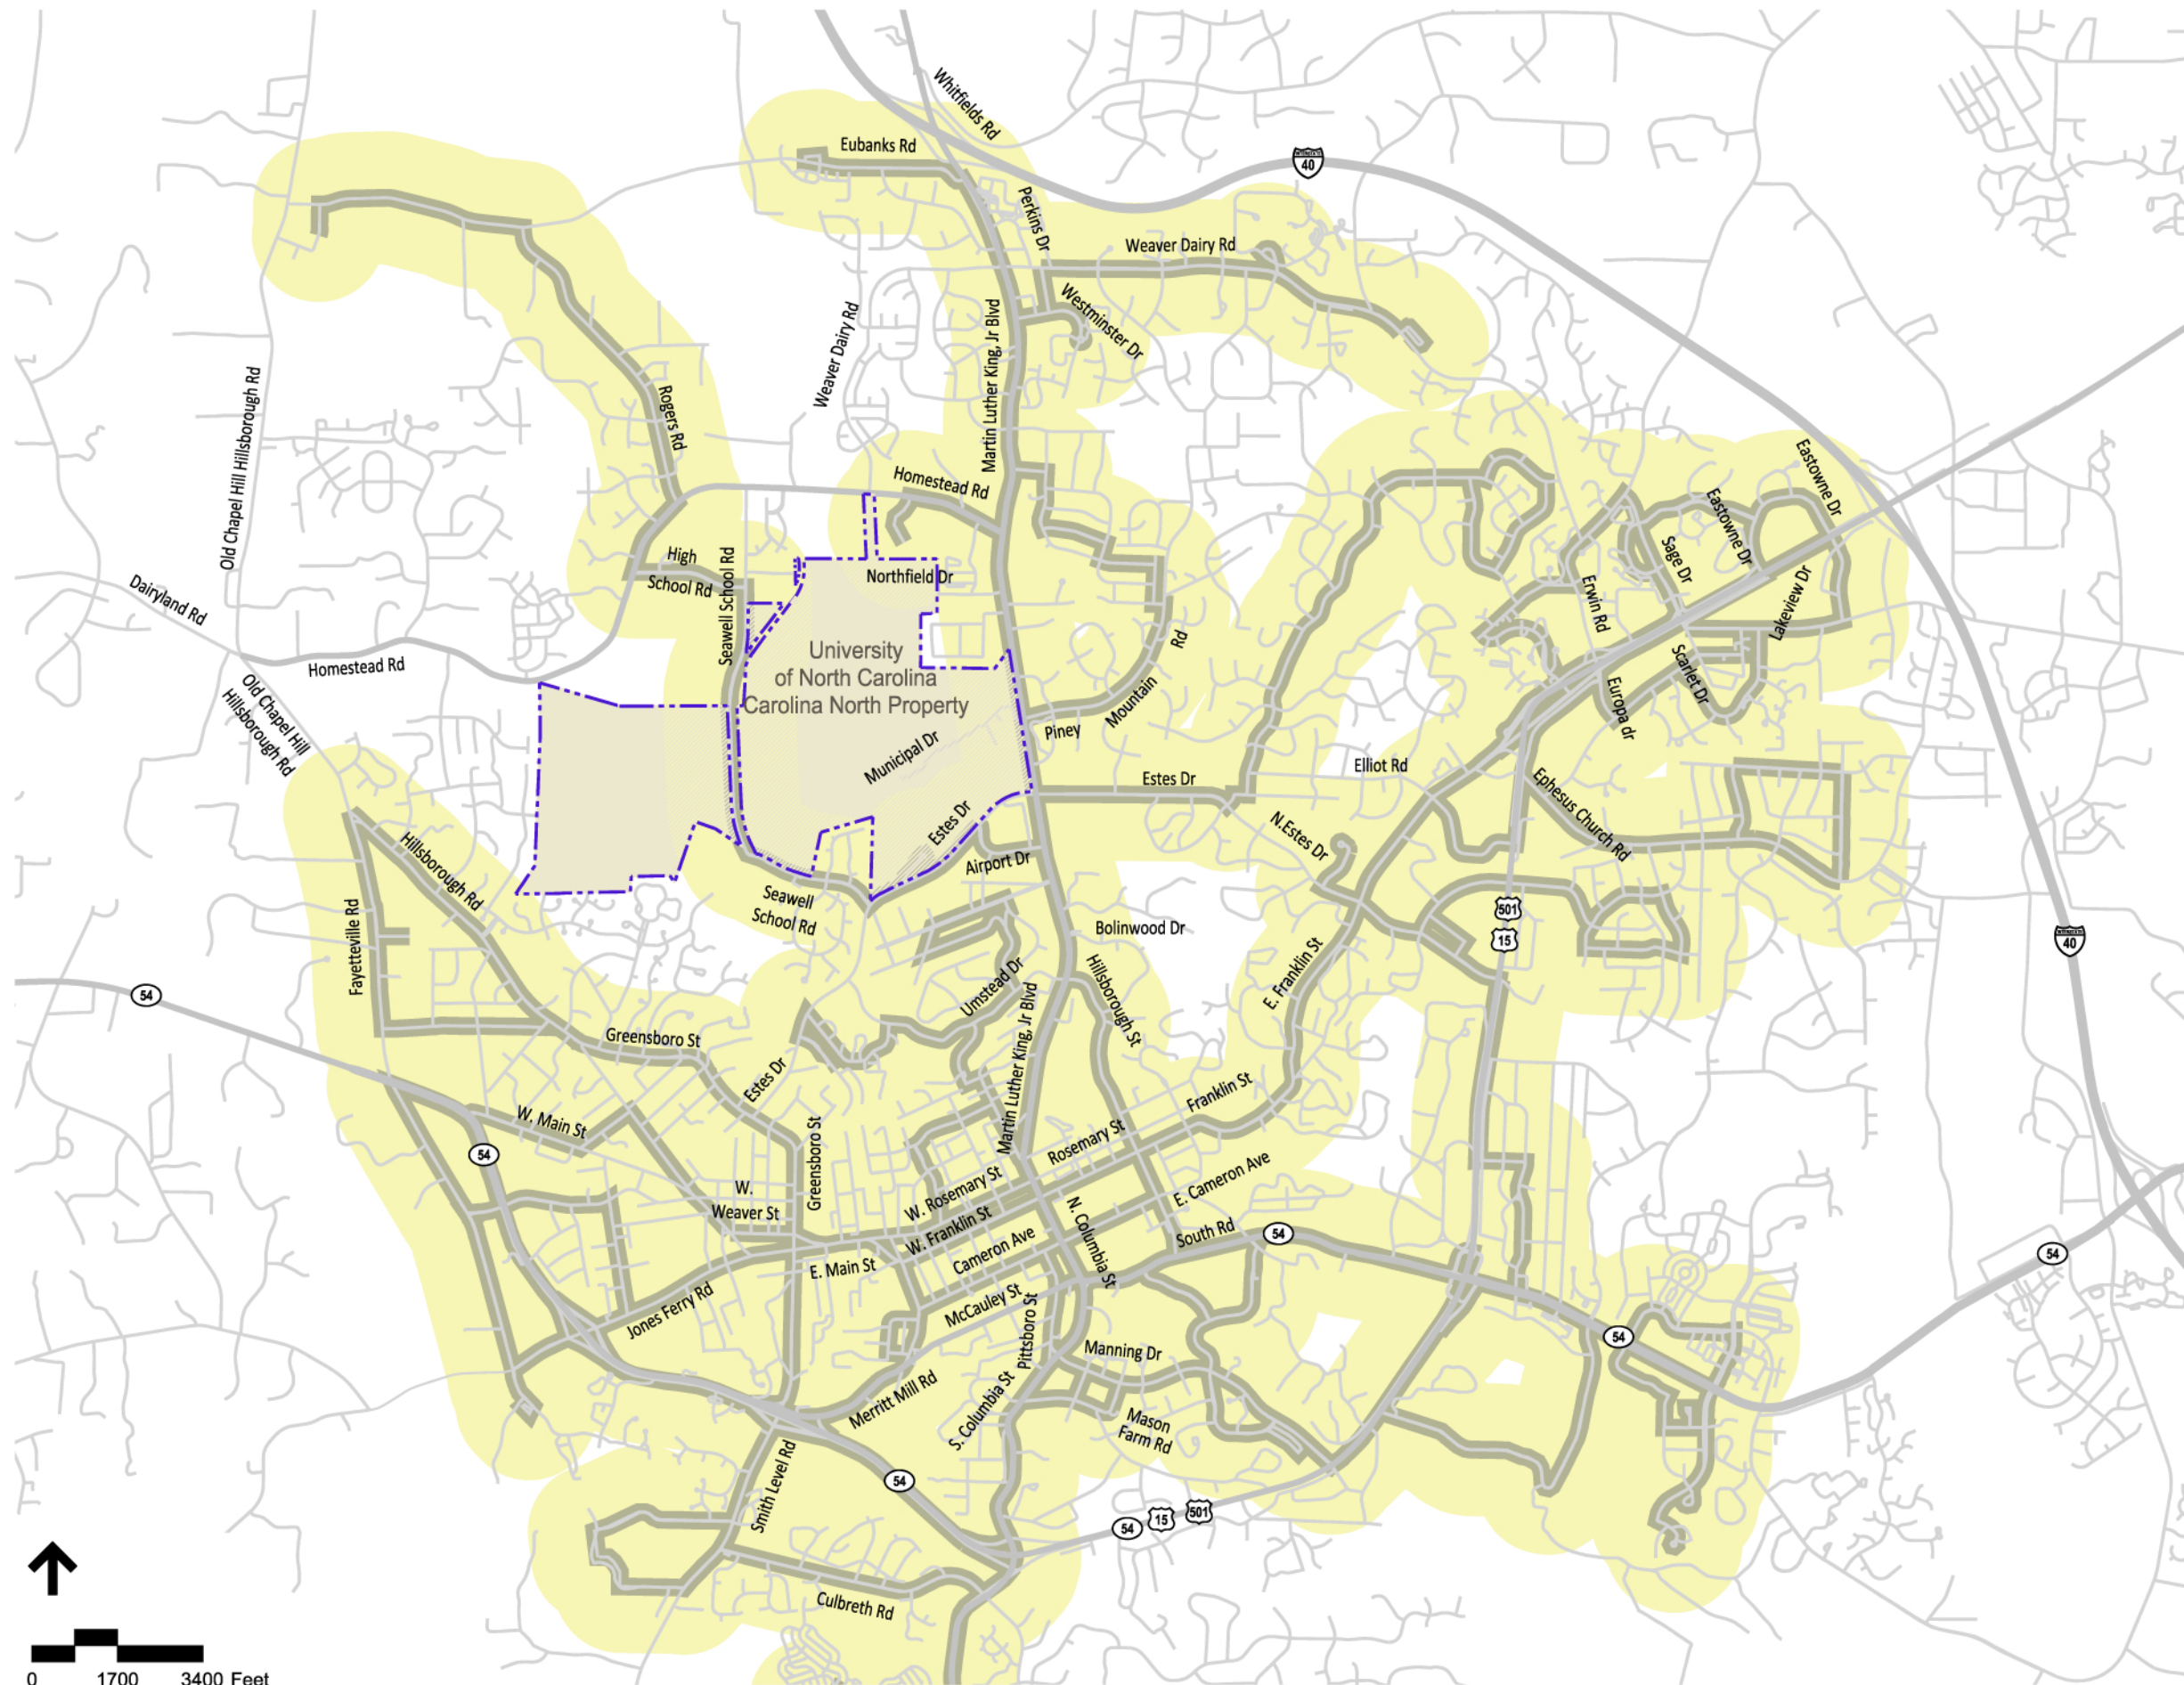 Whitfields Rd
Eubanks Rd
40
Perkins Dr
Weaver Dairy Rd
Westminster Dr
Weaver Dairy Rd
Martin Luther King, Jr Blvd
Old Chapel Hill Hillsborough Rd
Rogers Rd
Homestead Rd
Eastowne Dr
Eastowne Dr
Sage Dr
High
School Rd
Seawell School Rd
Northfield Dr
Erwin Rd
Lakeview Dr
Dairyland Rd
Homestead Rd
University
of North Carolina
Carolina North Property
Rd
Mountain
Piney
Scarlet Dr
Europa dr
Old Chapel Hill
Hillsborough Rd
Municipal Dr
Estes Dr
Elliot Rd
Ephesus Church Rd
Estes Dr
N.Estes Dr
Airport Dr
Hillsborough Rd
Seawell
School Rd
Fayetteville Rd
Bolinwood Dr
501
15
40
E. Franklin St
54
Umstead Dr
Hillsborough St
Martin Luther King, Jr Blvd
Greensboro St
Estes Dr
Franklin St
W. Main St
Rosemary St
54
Greensboro St
E. Cameron Ave
W.
Weaver St
W. Rosemary St
W. Franklin St
N. Columbia St
South Rd
54
54
Cameron Ave
E. Main St
McCauley St
Jones Ferry Rd
Pittsboro St
Manning Dr
54
Merritt Mill Rd
S. Columbia St
Mason
Farm Rd
Smith Level Rd
54
54
15
501
Culbreth Rd
0 1700 3400 Feet